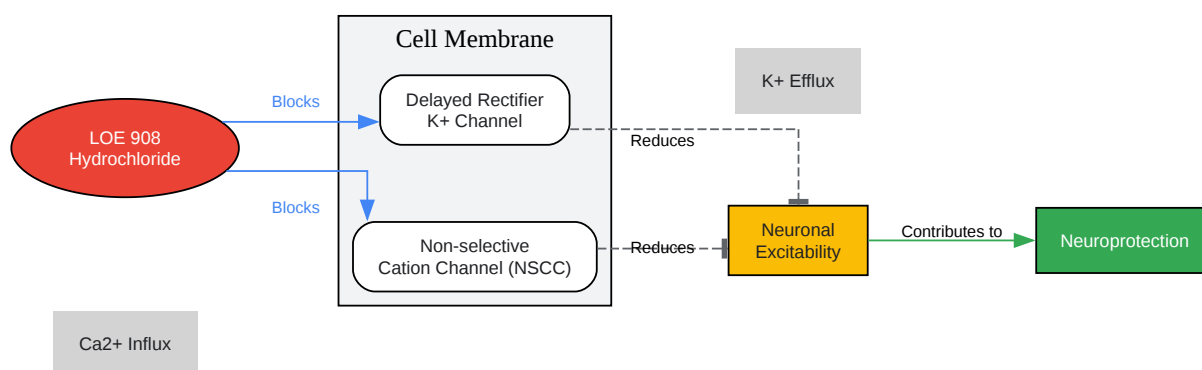 Cell Membrane
K+ Efflux
Blocks
Delayed Rectifier
K+ Channel
LOE 908
Hydrochloride
Reduces
Blocks
Non-selective
Cation Channel (NSCC)
Reduces
Neuronal
Excitability
Contributes to
Neuroprotection
Ca2+ Influx